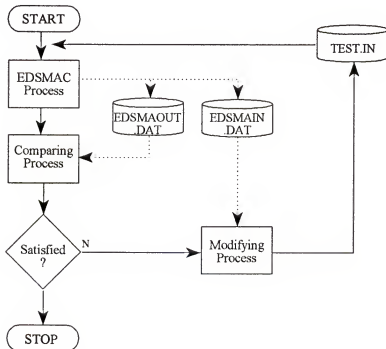 START
TEST.IN
EDSMAC
Process
EDSMAOUT
.DAT
EDSMAIN
.DAT
Comparing
Process
Satisfied
?
N
Modifying
Process
STOP